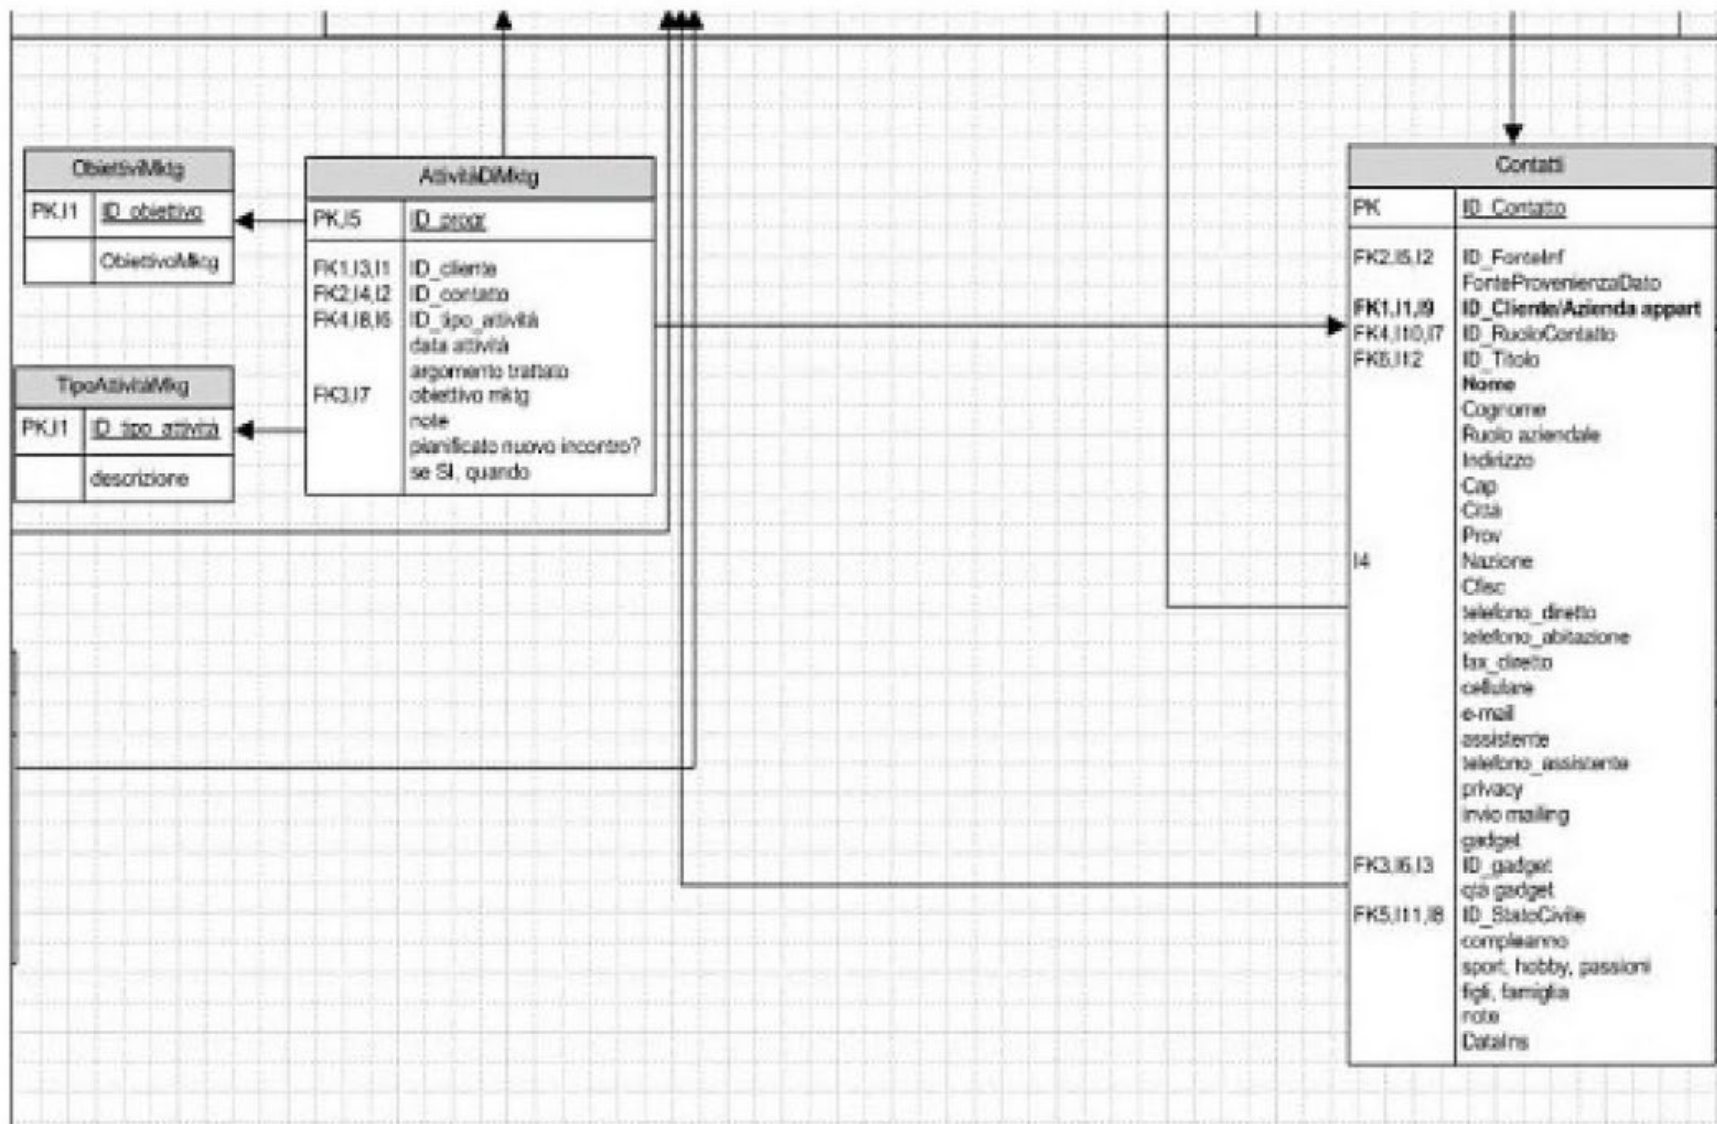 ObiettiviMktg
PK,I1 ID_obiettivo
ObiettivoMktg
TipoAttivitàMkg
PK,I1 ID_tipo_attività
descrizione
AttivitàDiMktg
PK,I5 ID_progr
FK1,I3,I1 ID_cliente
FK2,I4,I2 ID_contatto
FK4,I8,I6 ID_tipo_attività
data attività
argomento trattato
FK3,I7 obiettivo mktg
note
pianificato nuovo incontro?
se SI, quando
Contatti
PK ID_Contatto
FK2,I5,I2 ID_FonteInf
FonteProvenienzaDato
FK1,I1,I9 ID_Cliente/Azienda appart
FK4,I10,I7 ID_RuoloContatto
FK6,I12 ID_Titolo
Nome
Cognome
Ruolo aziendale
Indirizzo
Cap
Città
Prov
I4 Nazione
Cfisc
telefono_diretto
telefono_abitazione
fax_diretto
cellulare
e-mail
assistente
telefono_assistente
privacy
invio mailing
gadget
FK3,I6,I3 ID_gadget
qtà gadget
FK5,I11,I8 ID_StatoCivile
compleanno
sport, hobby, passioni
figli, famiglia
note
DataIns